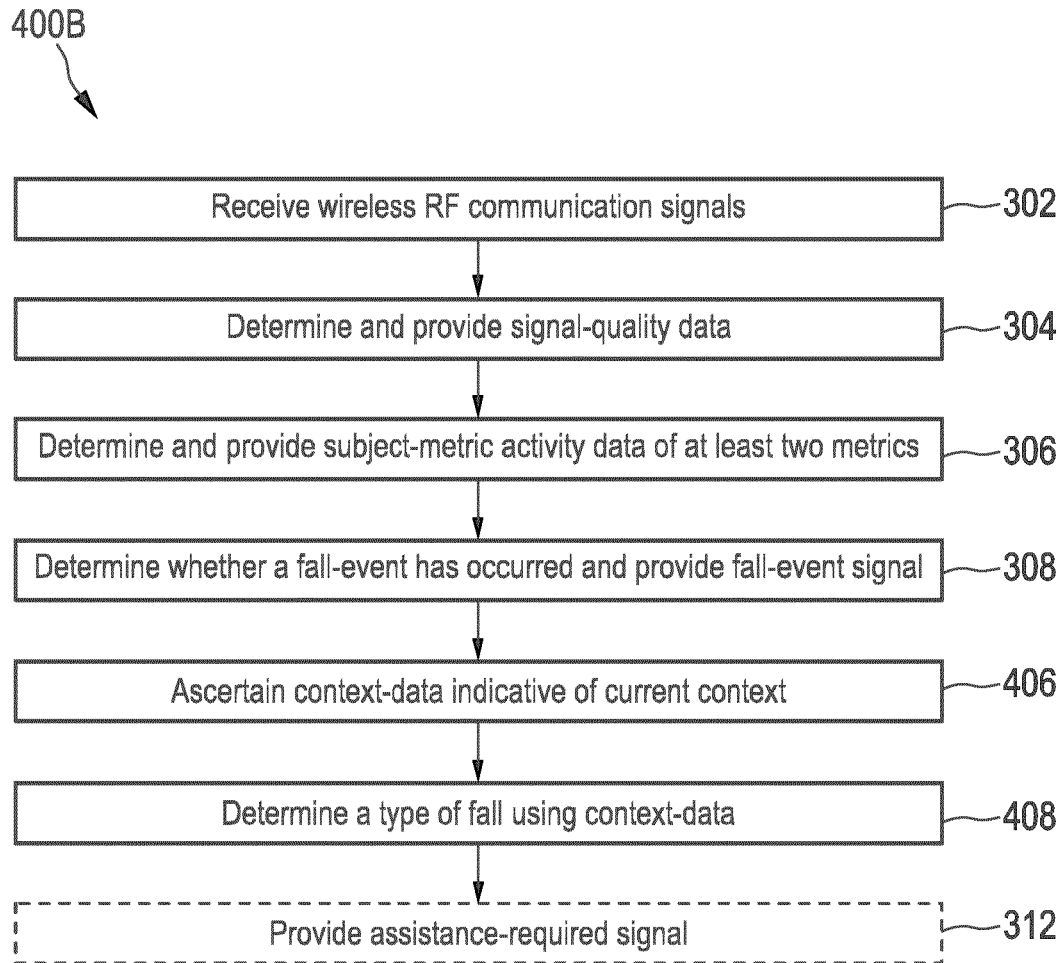 400B
Receive wireless RF communication signals 302
Determine and provide signal-quality data 304
Determine and provide subject-metric activity data of at least two metrics 306
Determine whether a fall-event has occurred and provide fall-event signal 308
Ascertain context-data indicative of current context 406
Determine a type of fall using context-data 408
Provide assistance-required signal 312